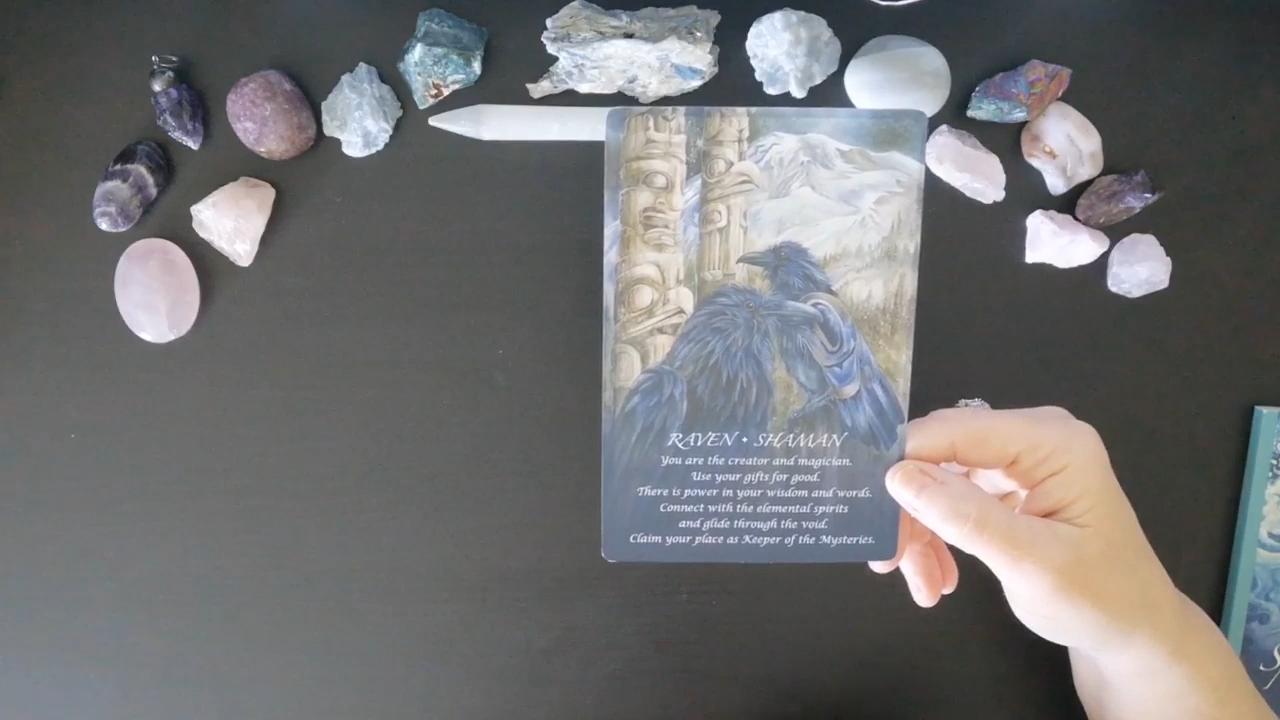 RAVEN • SHAMAN
You are the creator and magician.
Use your gifts for good.
There is power in your wisdom and words.
Connect with the elemental spirits
and glide through the void.
Claim your place as Keeper of the Mysteries.